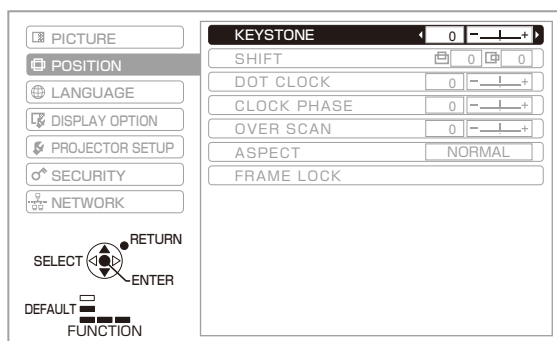 PICTURE
POSITION
LANGUAGE
DISPLAY OPTION
PROJECTOR SETUP
SECURITY
NETWORK
SELECT
RETURN
ENTER
DEFAULT
FUNCTION
KEYSTONE 0 - +
SHIFT 0 0
DOT CLOCK 0 - +
CLOCK PHASE 0 - +
OVER SCAN 0 - +
ASPECT NORMAL
FRAME LOCK